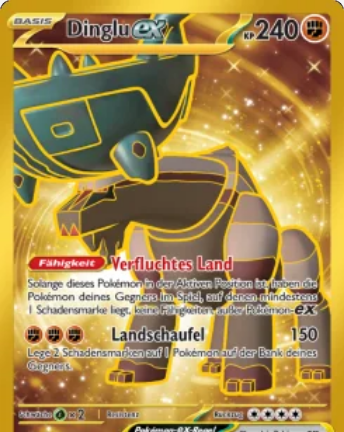 BASIS Dinglu ex KP 240
Fähigkeit Verfluchtes Land
Solange dieses Pokémon in der Aktiven Position ist, haben die
Pokémon deines Gegners im Spiel, auf denen mindestens
1 Schadensmarke liegt, keine Fähigkeiten, außer Pokémon-ex.
Landschaufel 150
Lege 2 Schadensmarken auf 1 Pokémon auf der Bank deines
Gegners.
Schwäche ×2 Resistenz Rückzug
Pokémon-ex-Regel